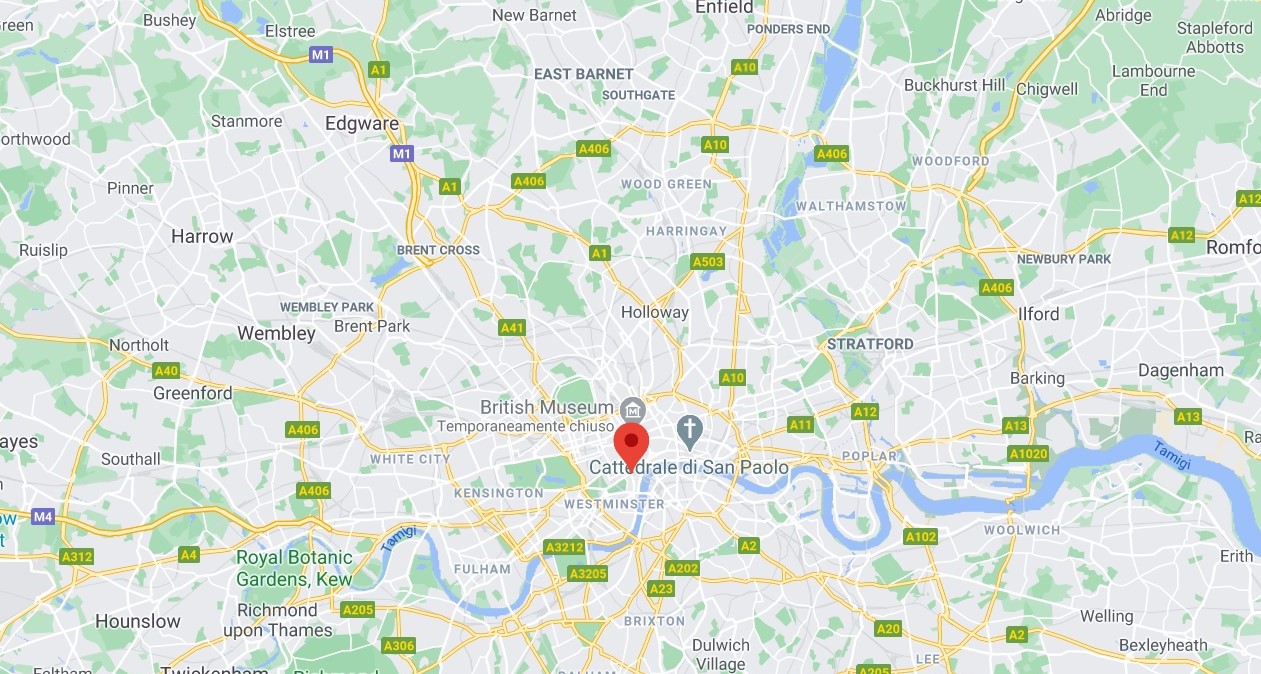 Bushey
New Barnet
Enfield
Abridge
Elstree
PONDERS END
Stapleford
Abbotts
M1
A1
A10
EAST BARNET
Lambourne
End
Buckhurst Hill
Chigwell
SOUTHGATE
Stanmore
Edgware
orthwood
A406
A10
M1
A406
WOODFORD
A406
A1
WOOD GREEN
Pinner
A12
WALTHAMSTOW
Harrow
HARRINGAY
A12
Romfo
Ruislip
BRENT CROSS
A1
A503
NEWBURY PARK
A406
WEMBLEY PARK
Holloway
Ilford
Brent Park
A41
Wembley
Northolt
STRATFORD
A40
A10
Barking
Dagenham
Greenford
British Museum
Temporaneamente chiuso
A12
A13
A11
A13
A406
ayes
Southall
WHITE CITY
POPLAR
A1020
Tamigi
Cattedrale di San Paolo
A406
KENSINGTON
WESTMINSTER
M4
WOOLWICH
A102
Tamigi
A312
A4
A3212
A2
Erith
Royal Botanic
Gardens, Kew
FULHAM
A3205
A202
A23
Richmond
upon Thames
A205
Hounslow
BRIXTON
A20
A2
Welling
A306
Dulwich
Village
Bexleyheath
LEE
Feltham
Twickenham
A205